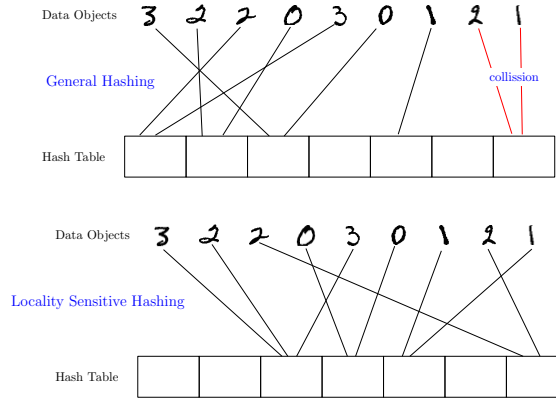 Data Objects 3 2 2 0 3 0 1 2 1
General Hashing
collission
Hash Table
Data Objects 3 2 2 0 3 0 1 2 1
Locality Sensitive Hashing
Hash Table